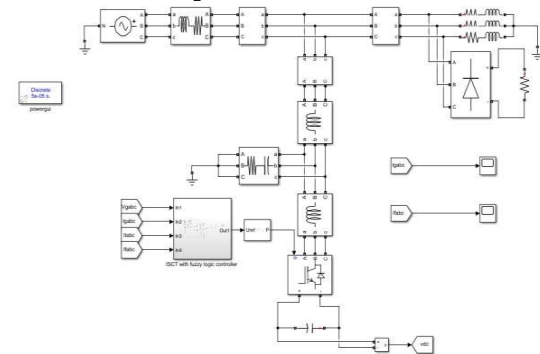 Discrete
5e-05 s.
powergui
N
A
B
C
A
B
C
a
b
c
A
B
C
a
b
c
A
B
C
a
b
c
A
B
C
+
-
Vgabc
Igabc
Ilabc
Ifabc
In1
In2
In3
In4
Out1
ISCT with fuzzy logic controller
Uref
P
Igabc
Ifabc
A
B
C
a
b
c
g
A
B
C
+
-
vdc